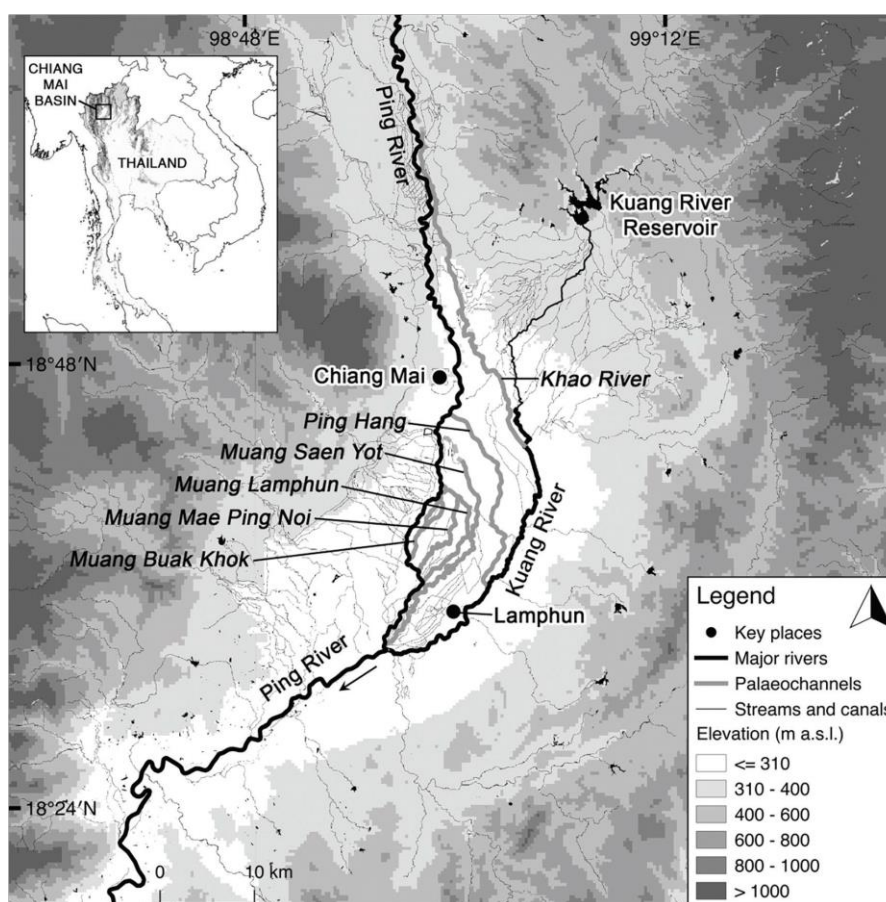 98°48'E
99°12'E
CHIANG
MAI
BASIN
THAILAND
Ping River
Kuang River
Reservoir
18°48'N
Chiang Mai
Khao River
Ping Hang
Muang Saen Yot
Muang Lamphun
Muang Mae Ping Noi
Muang Buak Khok
Kuang River
Lamphun
Ping River
18°24'N
0 10 km
Legend
Key places
Major rivers
Palaeochannels
Streams and canals
Elevation (m a.s.l.)
<= 310
310 - 400
400 - 600
600 - 800
800 - 1000
> 1000